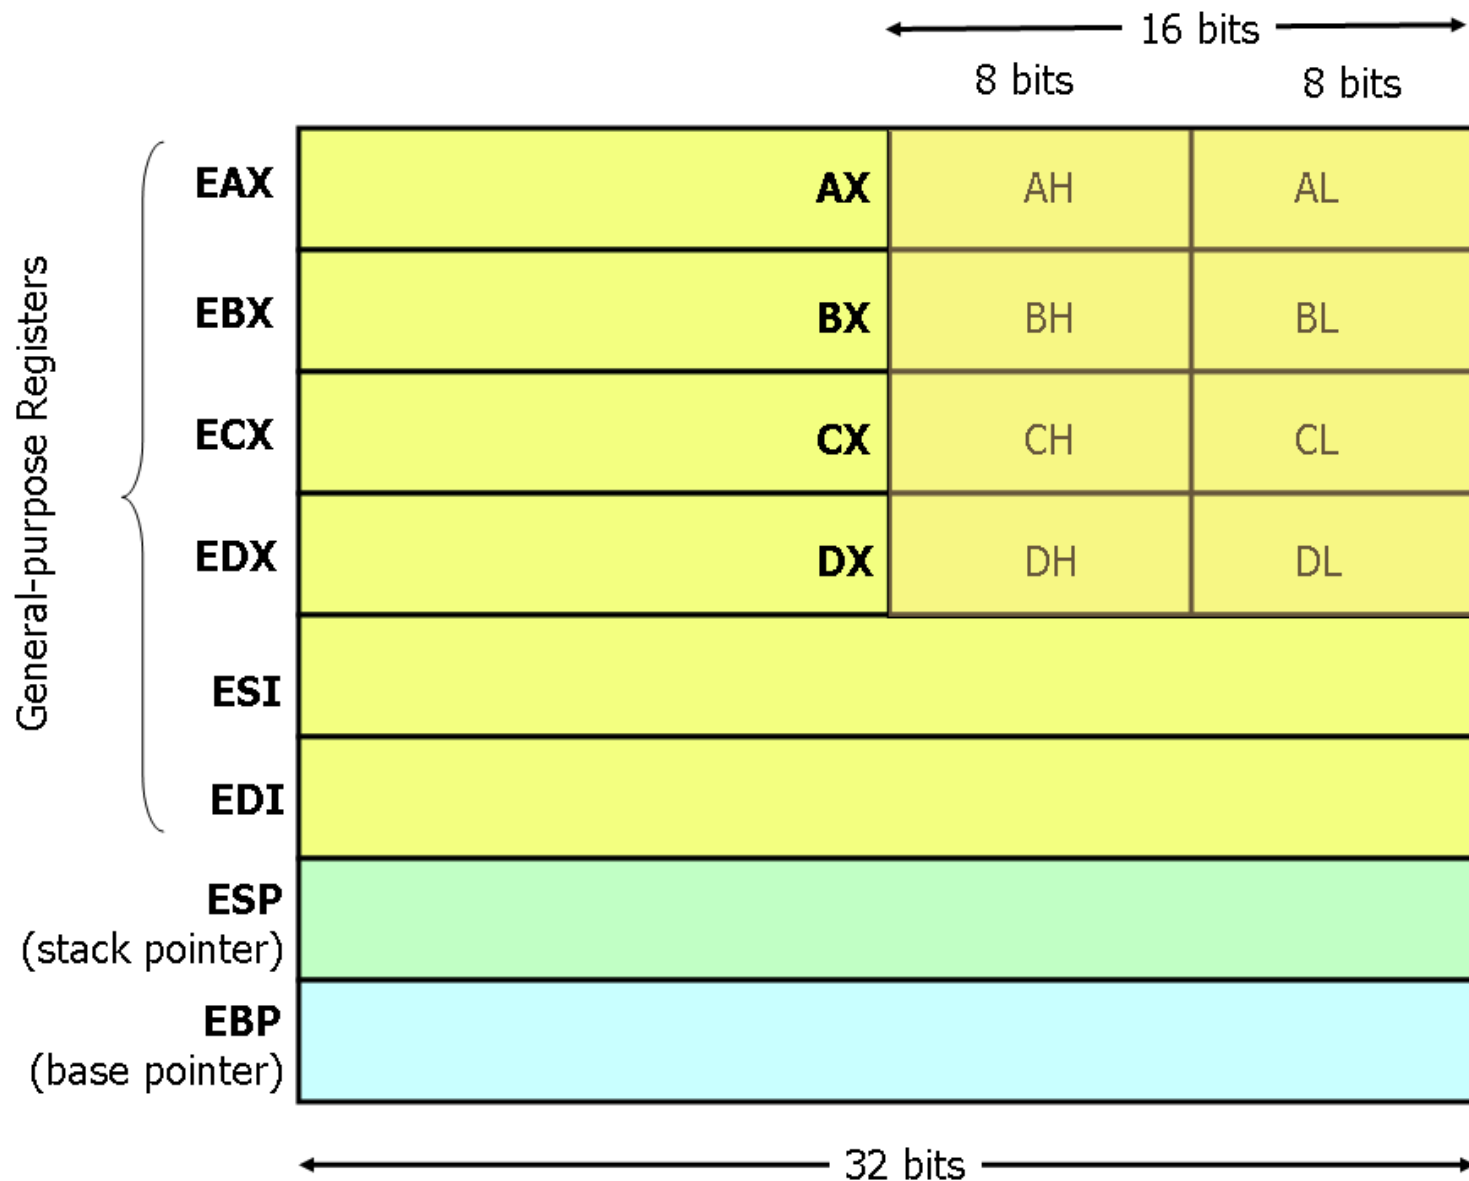 16 bits
8 bits 8 bits
General-purpose Registers
EAX AX AH AL
EBX BX BH BL
ECX CX CH CL
EDX DX DH DL
ESI
EDI
ESP
(stack pointer)
EBP
(base pointer)
32 bits